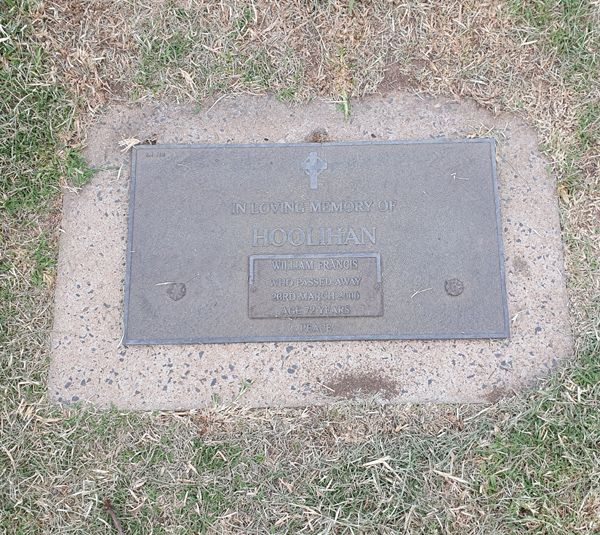 IN LOVING MEMORY OF
HOOLIHAN
WILLIAM FRANCIS
WHO PASSED AWAY
23RD MARCH
AGE 72 YEARS
PEACE